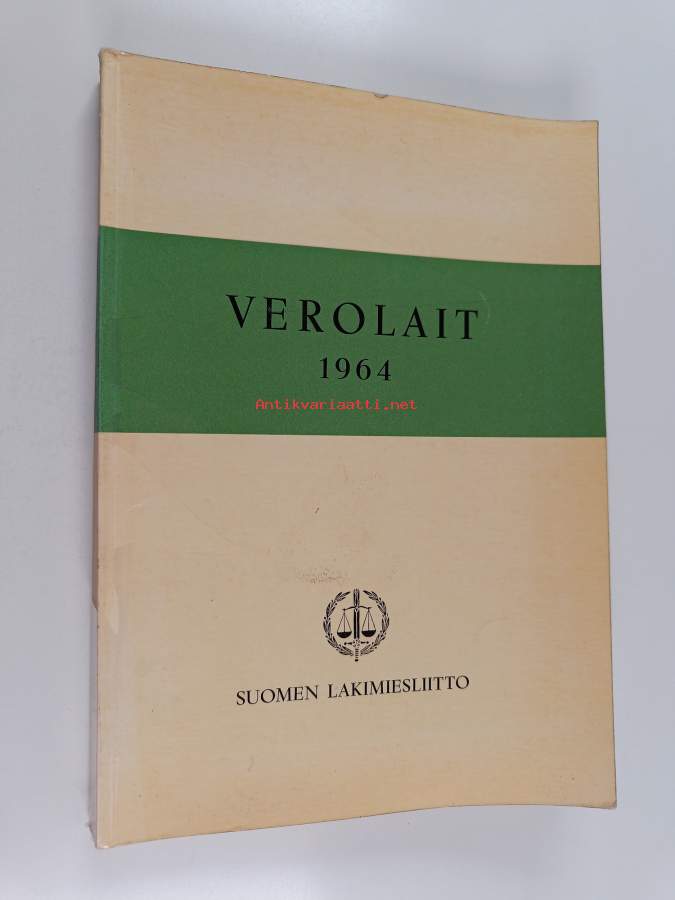 VEROLAIT
1964
Antikvariaatti.net
SUOMEN LAKIMIESLIITTO